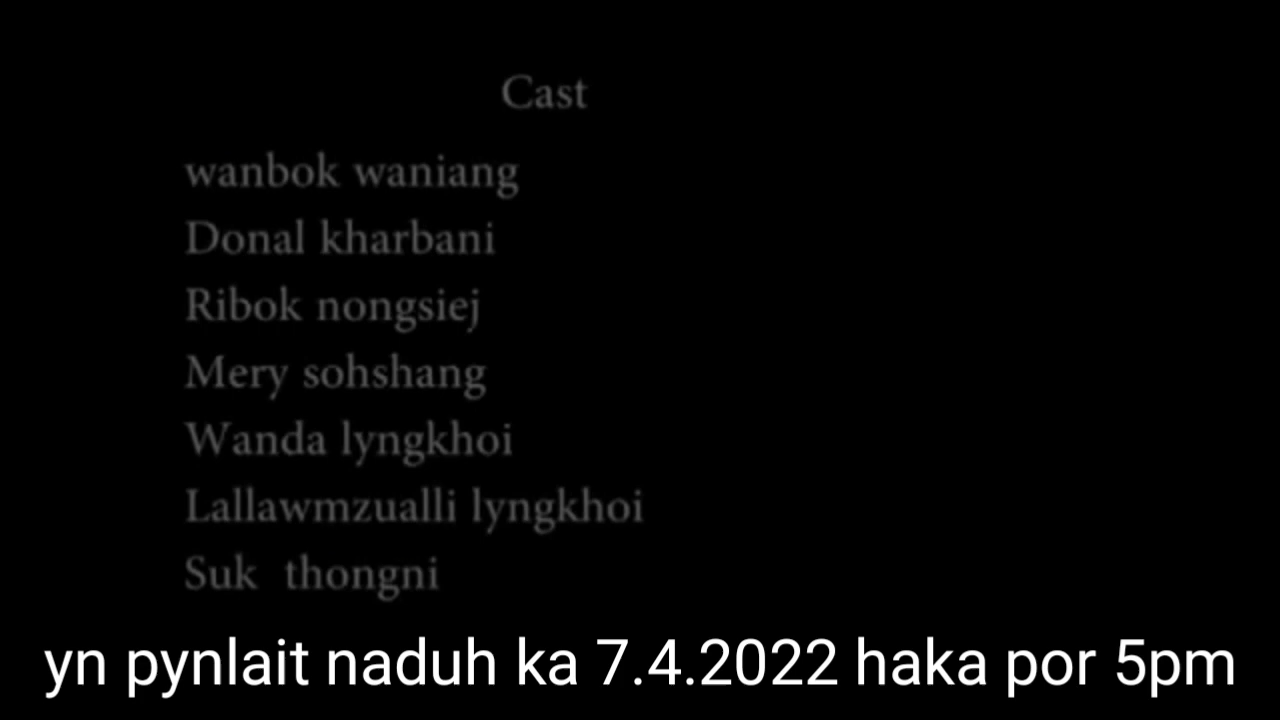 Cast
wanbok waniang
Donal kharbani
Ribok nongsiej
Mery sohshang
Wanda lyngkhoi
Lallawmzualli lyngkhoi
Suk thongni
yn pynlait naduh ka 7.4.2022 haka por 5pm